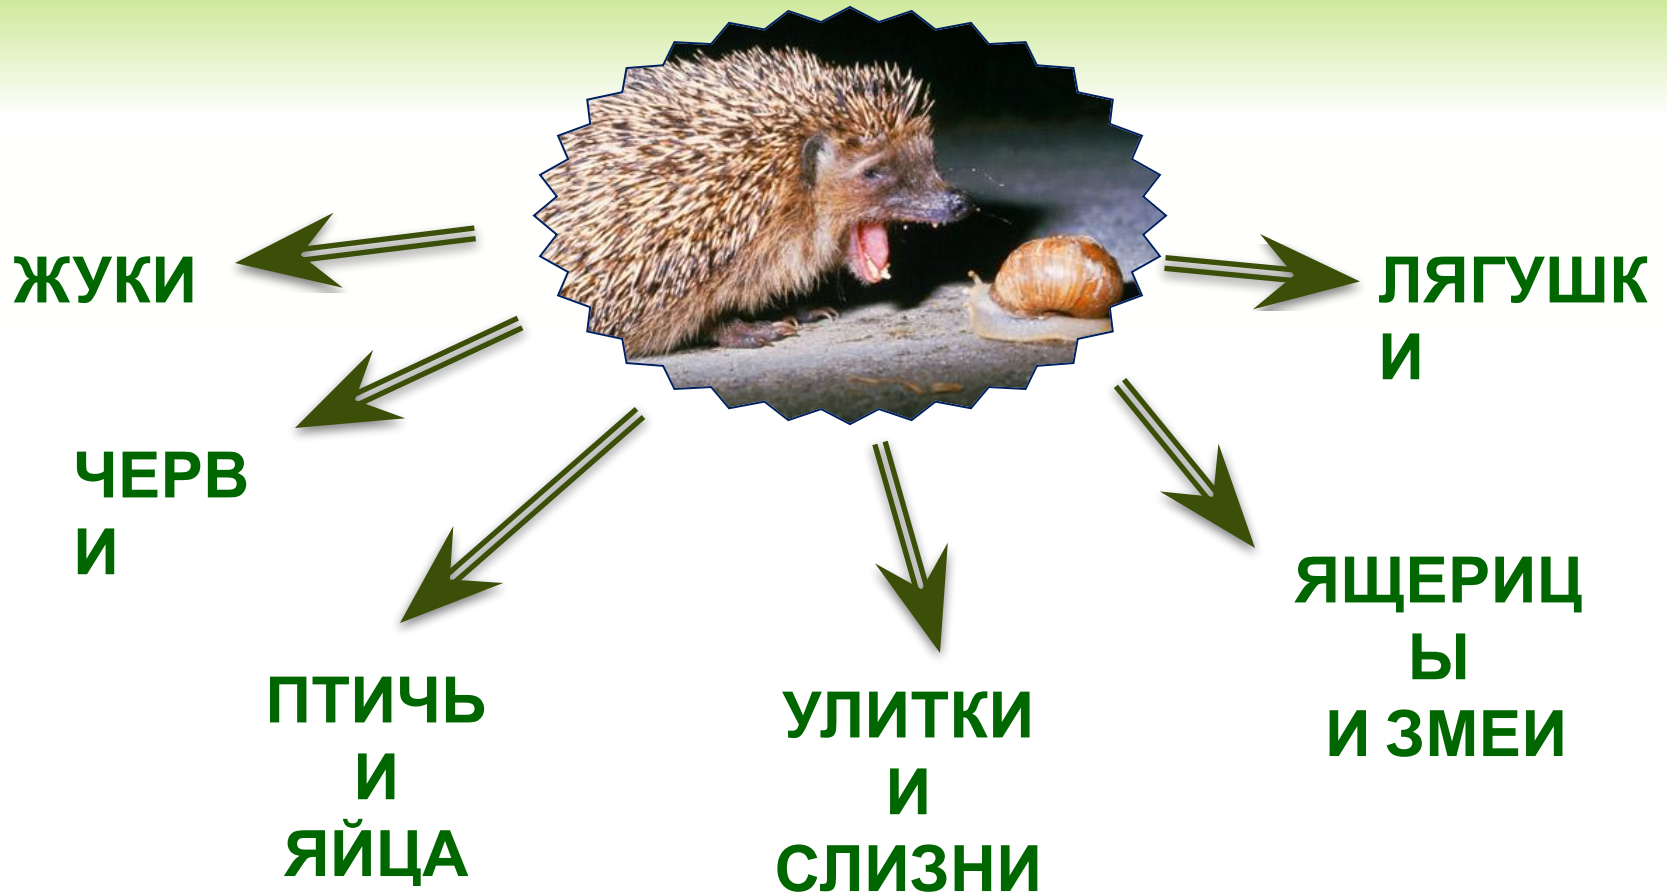 ЖУКИ
ЛЯГУШК
И
ЧЕРВ
И
ПТИЧЬ
И
ЯЙЦА
УЛИТКИ
И
СЛИЗНИ
ЯЩЕРИЦ
Ы
И ЗМЕИ